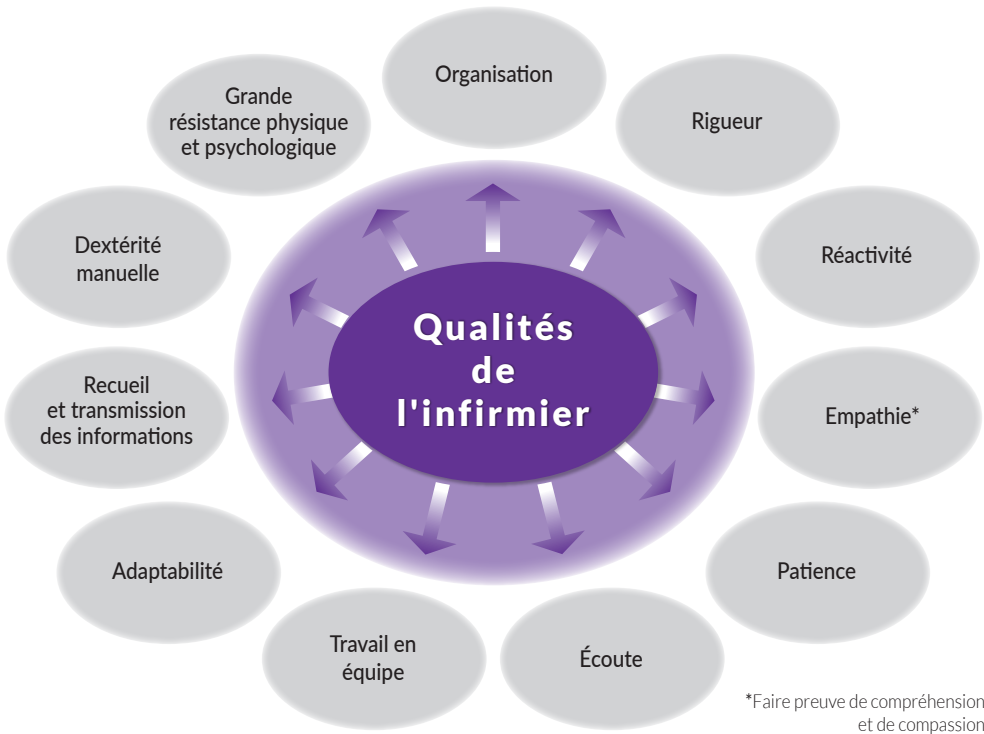 Organisation
Grande
résistance physique
et psychologique
Rigueur
Dextérité
manuelle
Réactivité
Qualités
de
l'infirmier
Recueil
et transmission
des informations
Empathie*
Adaptabilité
Patience
Travail en
équipe
Écoute
*Faire preuve de compréhension
et de compassion